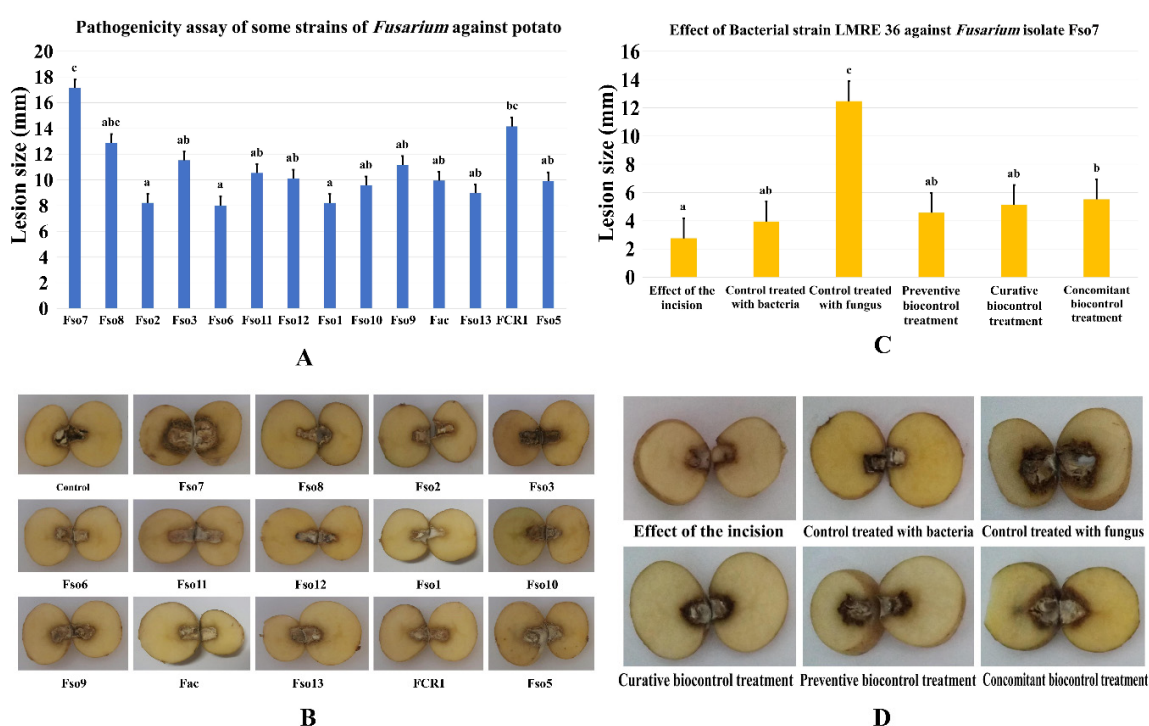 Pathogenicity assay of some strains of Fusarium against potato
Lesion size (mm)
20
18
16
14
12
10
8
6
4
2
0
c
abc
a
ab
a
ab
ab
a
ab
ab
ab
ab
bc
ab
Fso7 Fso8 Fso2 Fso3 Fso6 Fso11 Fso12 Fso1 Fso10 Fso9 Fac Fso13 FCR1 Fso5
A
Effect of Bacterial strain LMRE 36 against Fusarium isolate Fso7
Lesion size (mm)
16
14
12
10
8
6
4
2
0
a
ab
c
ab
ab
b
Effect of the
incision
Control treated
with bacteria
Control treated
with fungus
Preventive
biocontrol
treatment
Curative
biocontrol
treatment
Concomitant
biocontrol
treatment
C
Control Fso7 Fso8 Fso2 Fso3
Fso6 Fso11 Fso12 Fso1 Fso10
Fso9 Fac Fso13 FCR1 Fso5
B
Effect of the incision Control treated with bacteria Control treated with fungus
Curative biocontrol treatment Preventive biocontrol treatment Concomitant biocontrol treatment
D